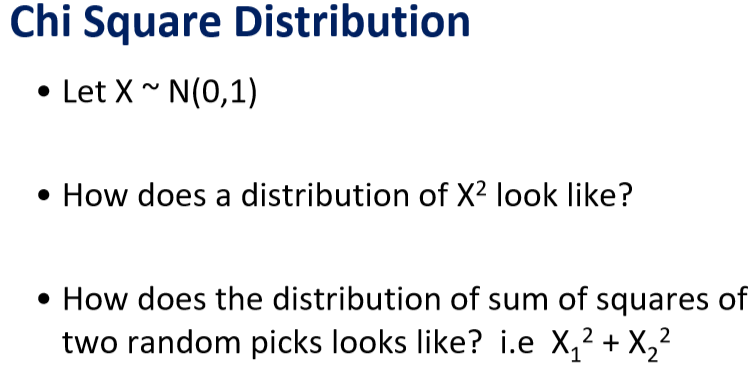 Chi Square Distribution
• Let X ~ N(0,1)
• How does a distribution of X² look like?
• How does the distribution of sum of squares of
two random picks looks like? i.e X₁² + X₂²